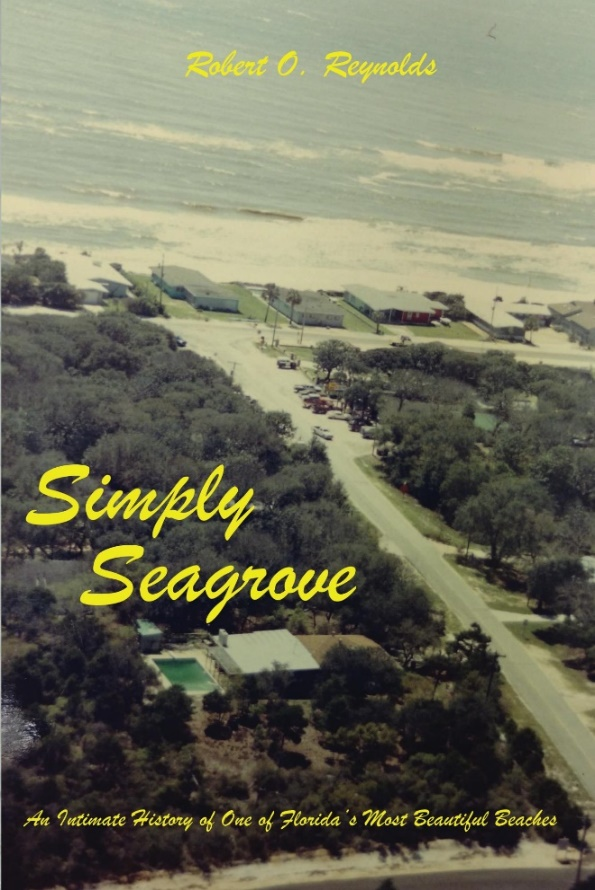 Robert O. Reynolds
Simply
Seagrove
An Intimate History of One of Florida's Most Beautiful Beaches